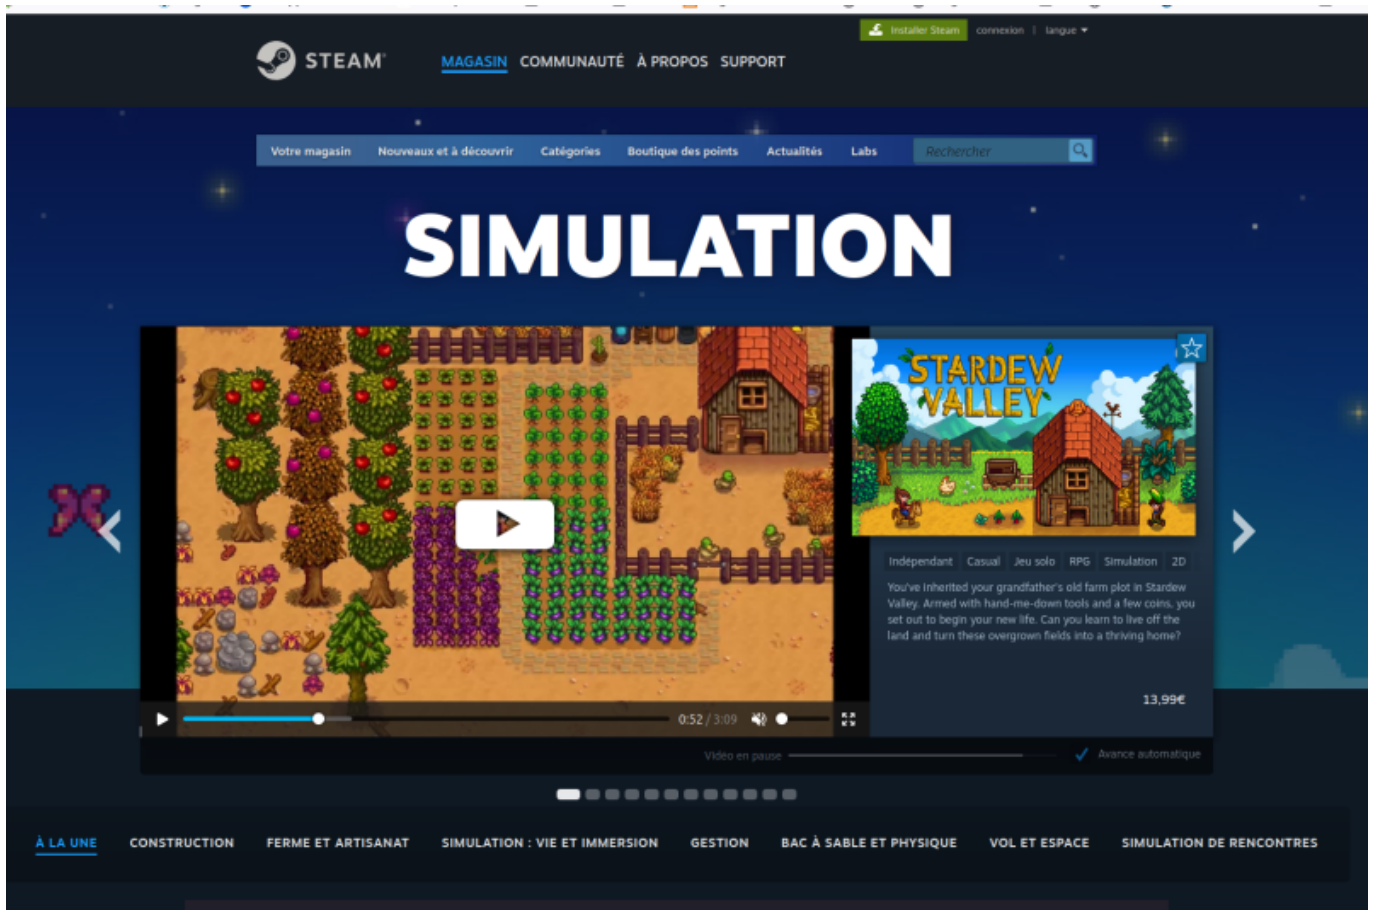 Installer Steam connexion | langue
STEAM
MAGASIN COMMUNAUTÉ À PROPOS SUPPORT
Votre magasin Nouveaux et à découvrir Catégories Boutique des points Actualités Labs Rechercher
SIMULATION
STARDEW
VALLEY
Indépendant Casual Jeu solo RPG Simulation 2D
You've inherited your grandfather's old farm plot in Stardew
Valley. Armed with hand-me-down tools and a few coins, you
set out to begin your new life. Can you learn to live off the
land and turn these overgrown fields into a thriving home?
13,99€
0:52 / 3:09
Vidéo en pause
Avance automatique
À LA UNE CONSTRUCTION FERME ET ARTISANAT SIMULATION : VIE ET IMMERSION GESTION BAC À SABLE ET PHYSIQUE VOL ET ESPACE SIMULATION DE RENCONTRES